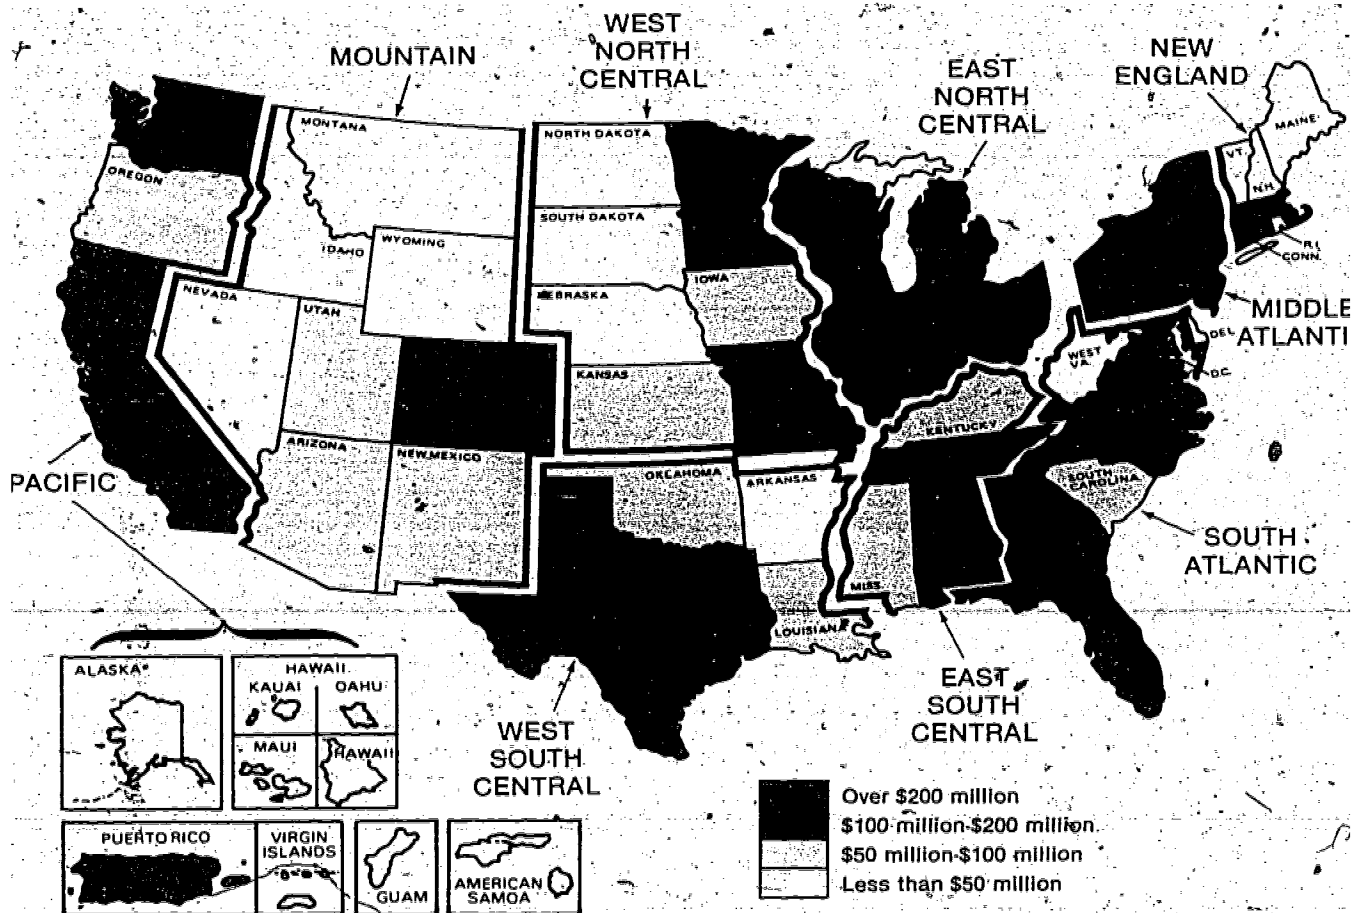 WEST
NORTH
CENTRAL
MOUNTAIN
EAST
NORTH
CENTRAL
NEW
ENGLAND
MONTANA
NORTH DAKOTA
MAINE
VT.
N.H.
OREGON
SOUTH DAKOTA
IDAHO
WYOMING
R.I.
CONN.
IOWA
NEVADA
NEBRASKA
UTAH
MIDDLE
ATLANTI
DEL.
WEST
VA.
D.C.
KANSAS
KENTUCKY
ARIZONA
NEW MEXICO
OKLAHOMA
ARKANSAS
SOUTH
CAROLINA
PACIFIC
SOUTH
ATLANTIC
MISS.
LOUISIANA
ALASKA
HAWAII
KAUAI
OAHU
MAUI
HAWAII
EAST
SOUTH
CENTRAL
WEST
SOUTH
CENTRAL
Over $200 million
$100 million-$200 million
$50 million-$100 million
Less than $50 million
PUERTO RICO
VIRGIN
ISLANDS
GUAM
AMERICAN
SAMOA